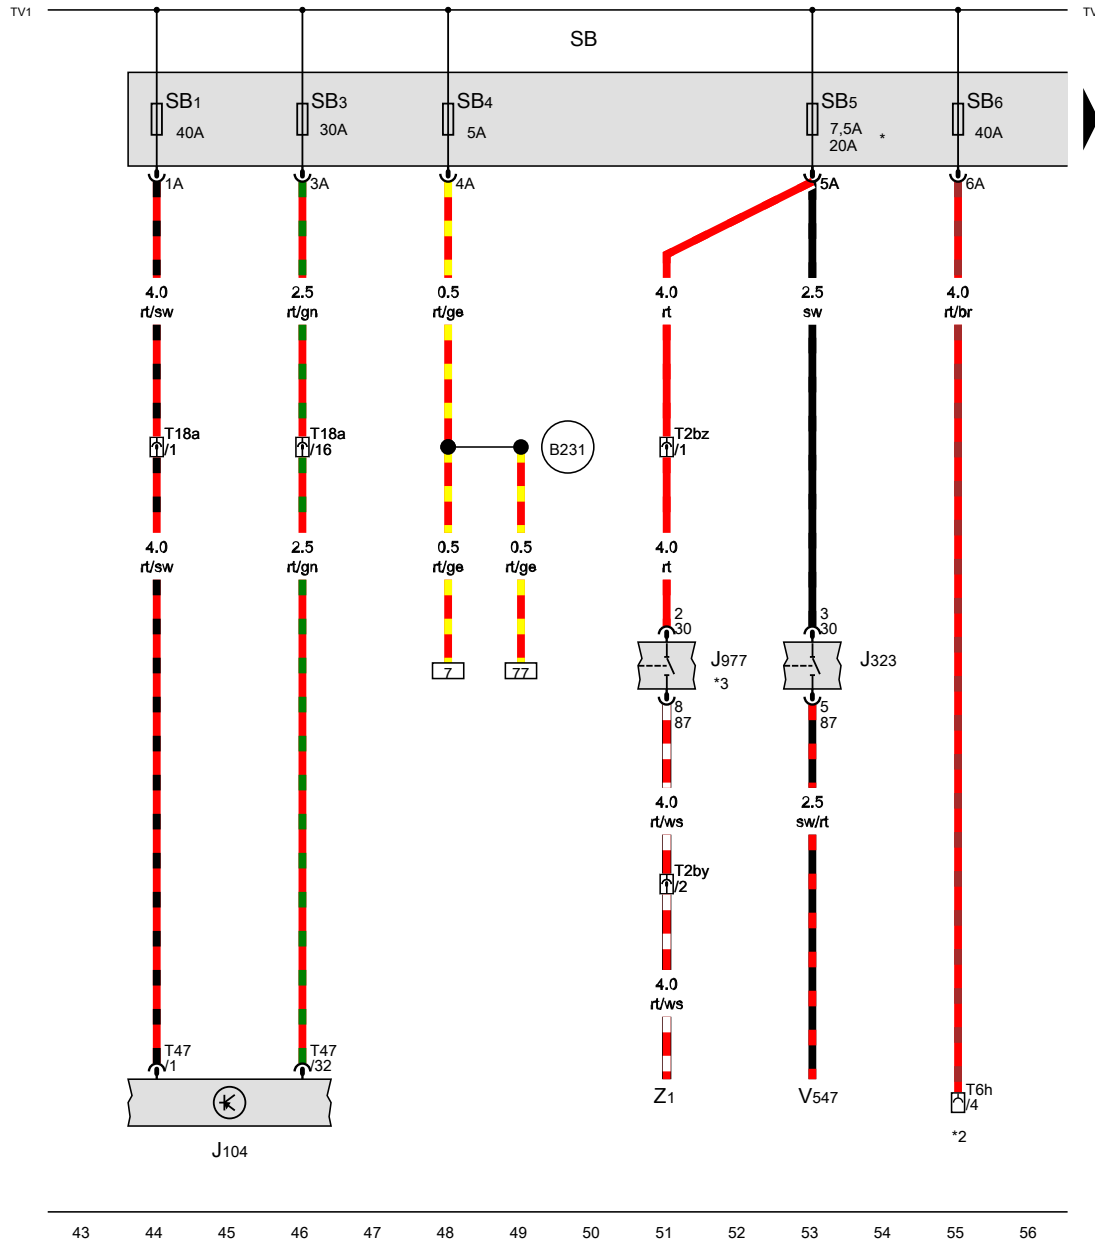 TV1
TV
SB
SB1
40A
SB3
30A
SB4
5A
SB5
7,5A
20A
*
SB6
40A
1A
3A
4A
5A
6A
4.0
rt/sw
2.5
rt/gn
0.5
rt/ge
4.0
rt
2.5
sw
4.0
rt/br
T18a
/1
T18a
/16
B231
T2bz
/1
4.0
rt/sw
2.5
rt/gn
0.5
rt/ge
0.5
rt/ge
4.0
rt
2
30
3
30
7
77
J977
*3
J323
8
87
5
87
4.0
rt/ws
2.5
sw/rt
T2by
/2
4.0
rt/ws
T47
/1
T47
/32
Z1
V547
T6h
/4
*2
J104
43 44 45 46 47 48 49 50 51 52 53 54 55 56